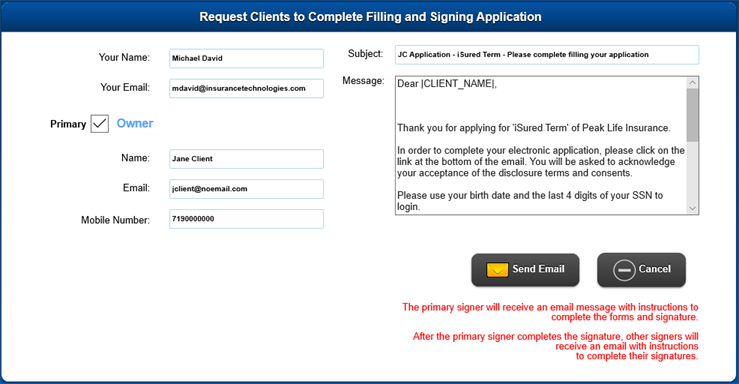 Request Clients to Complete Filling and Signing Application
Your Name: Michael David
Your Email: mdavid@insurancetechnologies.com
Primary Owner
Name: Jane Client
Email: jclient@noemail.com
Mobile Number: 7190000000
Subject: JC Application - iSured Term - Please complete filling your application
Message: Dear |CLIENT_NAME|,
Thank you for applying for 'iSured Term' of Peak Life Insurance.
In order to complete your electronic application, please click on the
link at the bottom of the email. You will be asked to acknowledge
your acceptance of the disclosure terms and consents.
Please use your birth date and the last 4 digits of your SSN to
login.
Send Email
Cancel
The primary signer will receive an email message with instructions to
complete the forms and signature.
After the primary signer completes the signature, other signers will
receive an email with instructions
to complete their signatures.